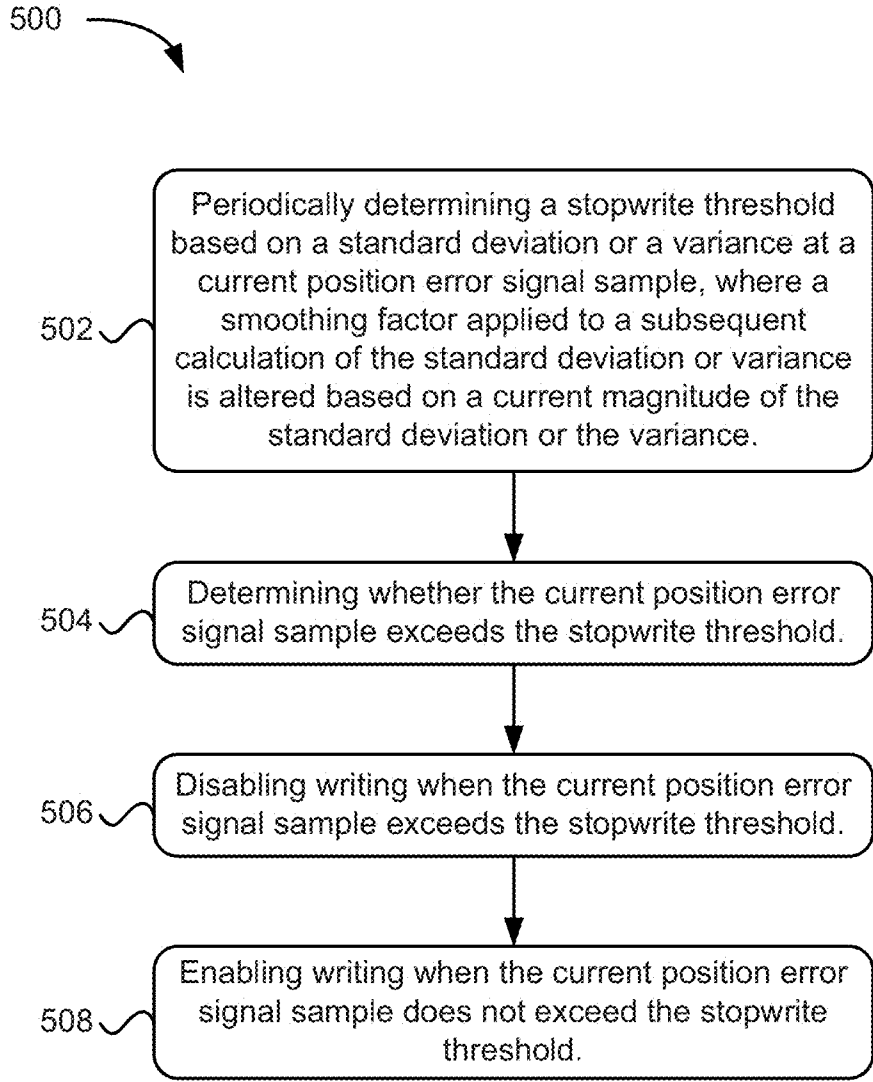 500
Periodically determining a stopwrite threshold
based on a standard deviation or a variance at a
current position error signal sample, where a
smoothing factor applied to a subsequent
calculation of the standard deviation or variance
is altered based on a current magnitude of the
standard deviation or the variance.
502
Determining whether the current position error
signal sample exceeds the stopwrite threshold.
504
Disabling writing when the current position error
signal sample exceeds the stopwrite threshold.
506
Enabling writing when the current position error
signal sample does not exceed the stopwrite
threshold.
508